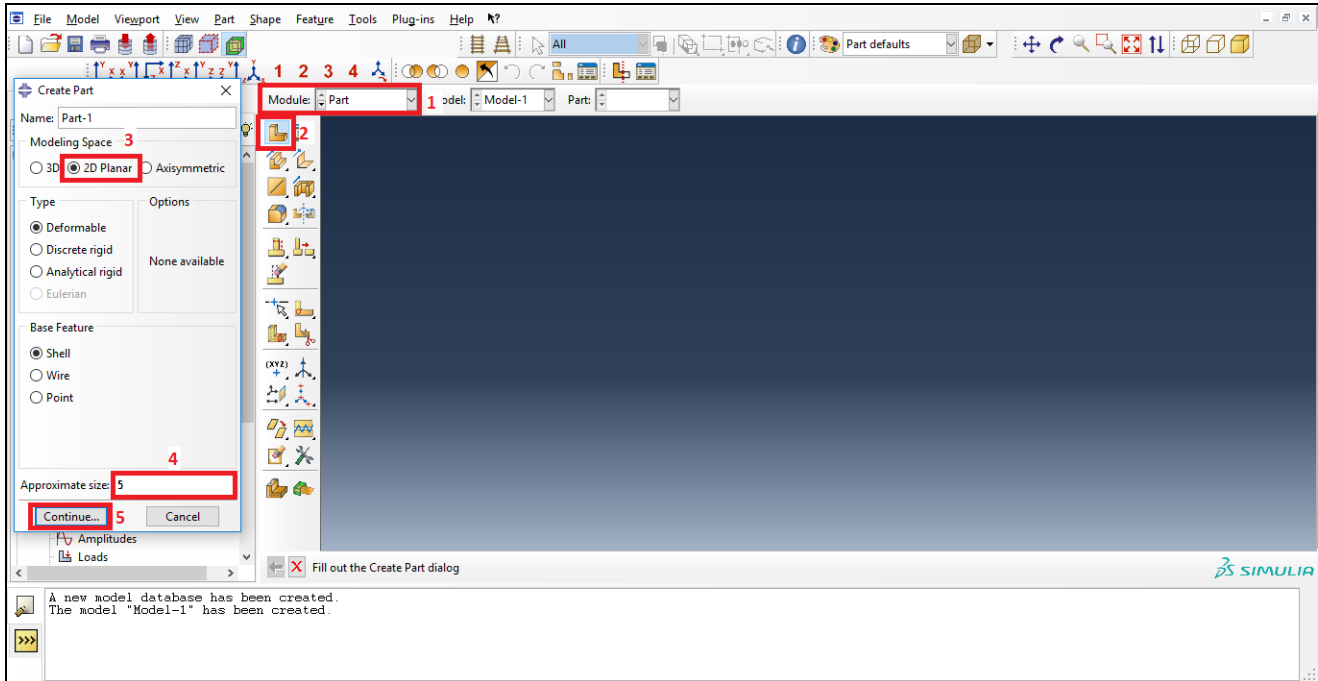 File Model Viewport View Part Shape Feature Tools Plug-ins Help
All
Part defaults
1 2 3 4
Create Part
Module: Part 1 odel: Model-1 Part:
Name: Part-1
2
Modeling Space 3
3D 2D Planar Axisymmetric
Type Options
Deformable
Discrete rigid
None available
Analytical rigid
Eulerian
Base Feature
Shell
(XYZ)
Wire
Point
4
Approximate size: 5
Continue... 5 Cancel
Amplitudes
Loads
Fill out the Create Part dialog
SIMULIA
A new model database has been created.
The model "Model-1" has been created.
>>>